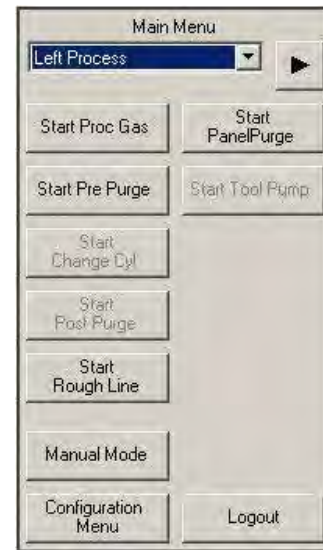 Main Menu
Left Process
Start Proc Gas
Start
PanelPurge
Start Pre Purge
Start Tool Pump
Start
Change Cyl
Start
Post Purge
Start
Rough Line
Manual Mode
Configuration
Menu
Logout